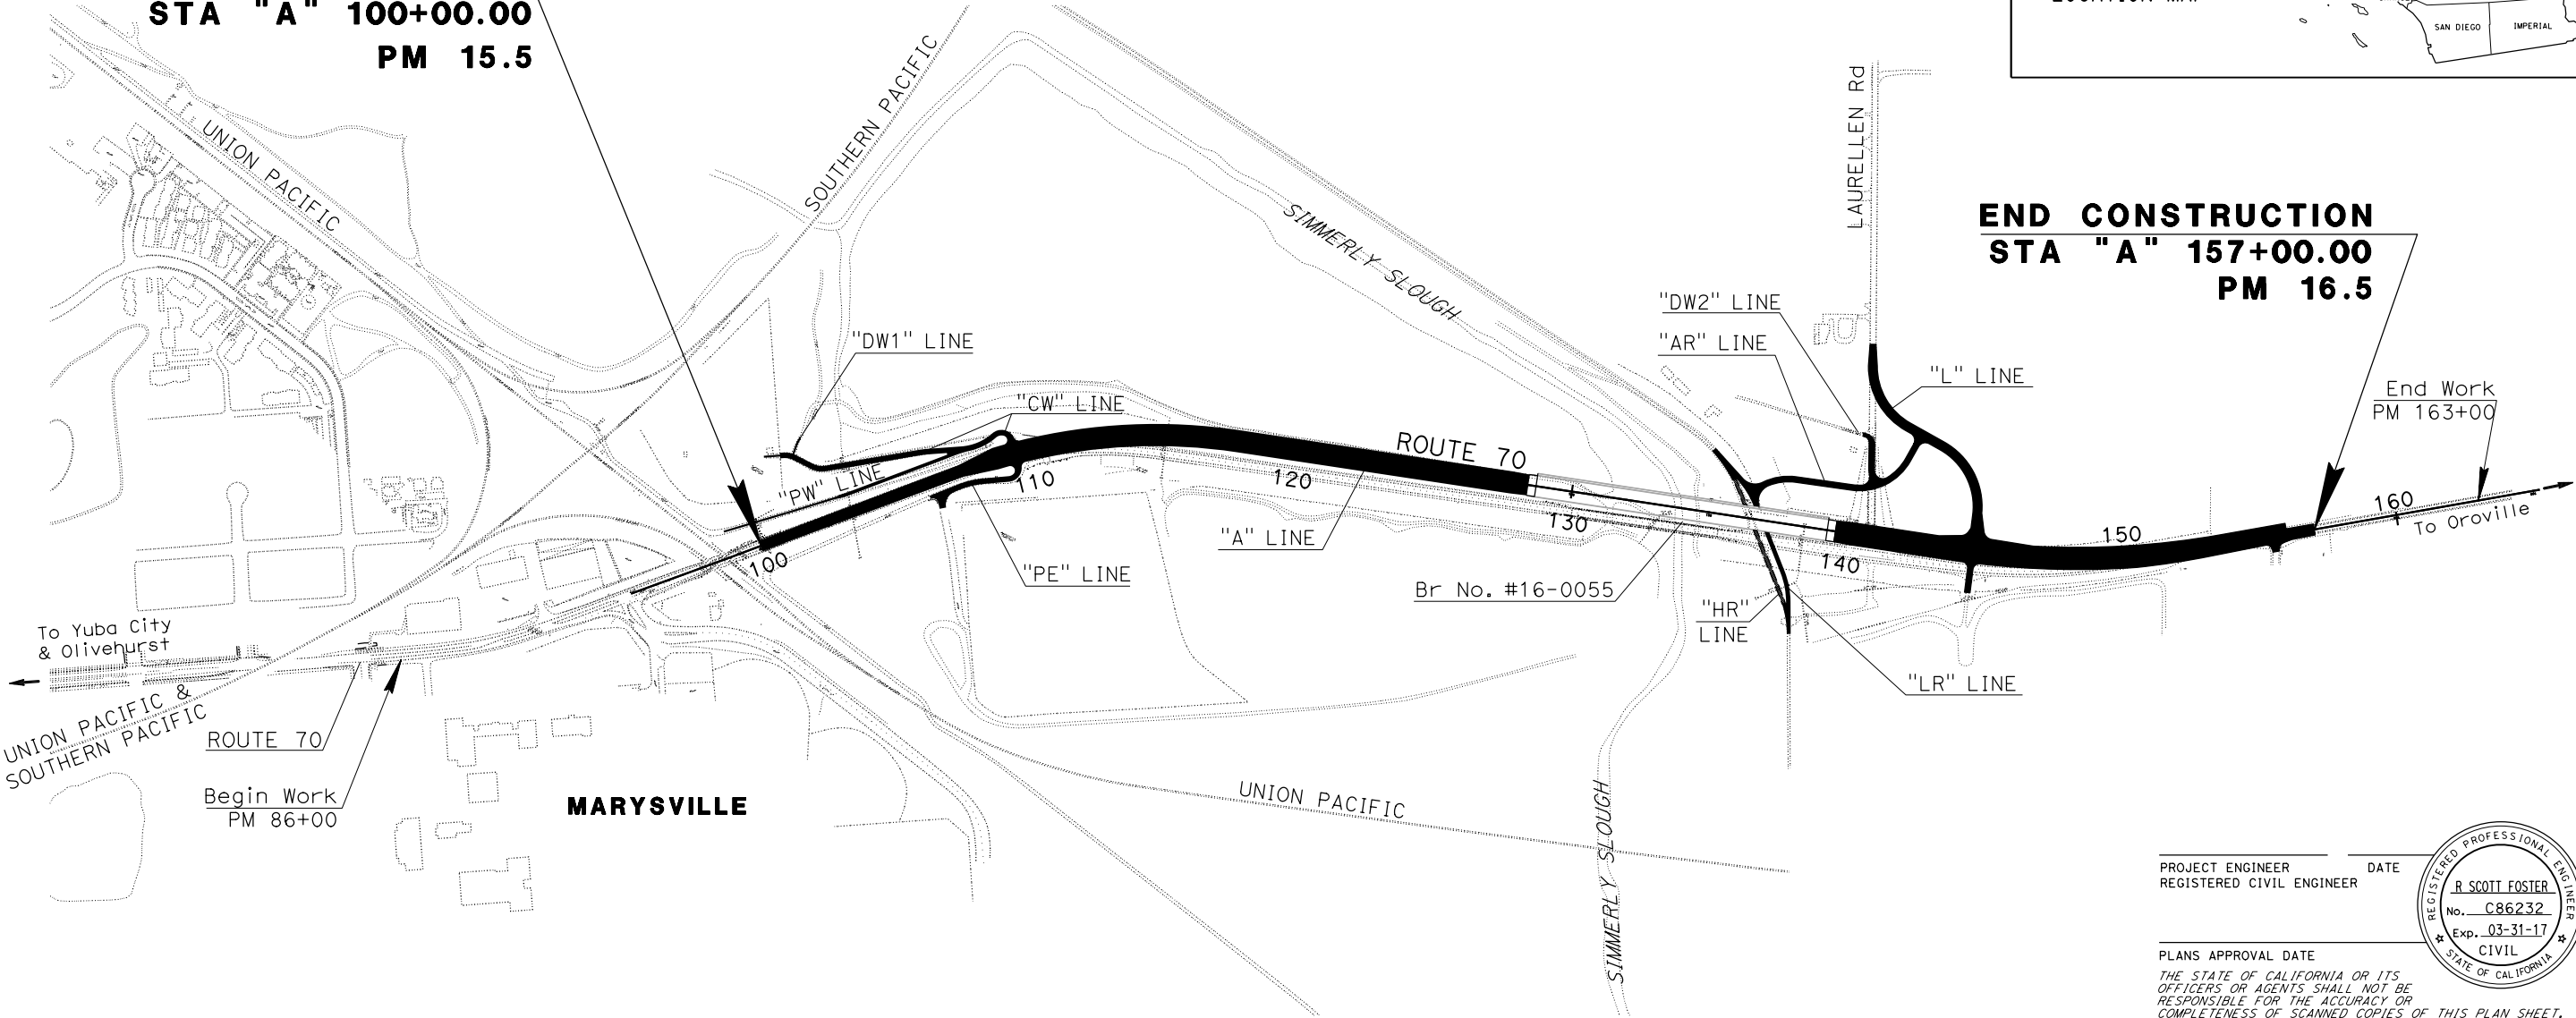 STA "A" 100+00.00
PM 15.5
SAN DIEGO
IMPERIAL
UNION PACIFIC
SOUTHERN PACIFIC
SIMMERLY SLOUGH
LAURELLEN Rd
END CONSTRUCTION
STA "A" 157+00.00
PM 16.5
"DW1" LINE
"CW" LINE
"PW" LINE
"DW2" LINE
"AR" LINE
"L" LINE
End Work
PM 163+00
ROUTE 70
100
110
120
130
140
150
160
To Oroville
"A" LINE
"PE" LINE
Br No. #16-0055
"HR"
LINE
"LR" LINE
To Yuba City
& Olivehurst
UNION PACIFIC &
SOUTHERN PACIFIC
ROUTE 70
Begin Work
PM 86+00
MARYSVILLE
UNION PACIFIC
SIMMERLY SLOUGH
PROJECT ENGINEER DATE
REGISTERED CIVIL ENGINEER
PLANS APPROVAL DATE
THE STATE OF CALIFORNIA OR ITS
OFFICERS OR AGENTS SHALL NOT BE
RESPONSIBLE FOR THE ACCURACY OR
COMPLETENESS OF SCANNED COPIES OF THIS PLAN SHEET.
REGISTERED PROFESSIONAL ENGINEER
R SCOTT FOSTER
No. C86232
Exp. 03-31-17
CIVIL
STATE OF CALIFORNIA